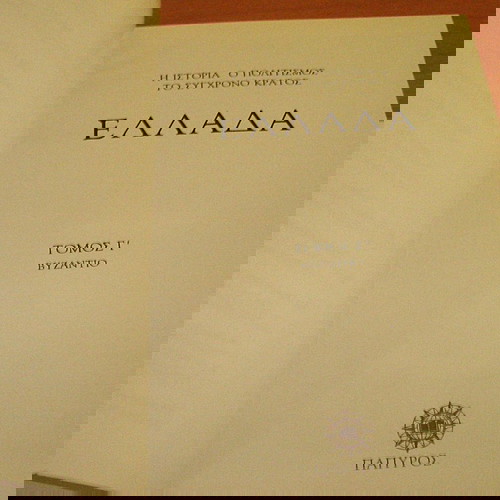 Η ΙΣΤΟΡΙΑ Ο ΠΟΛΙΤΙΣΜΟΣ
ΤΟ ΣΥΓΧΡΟΝΟ ΚΡΑΤΟΣ
ΕΛΛΑΔΑ
ΤΟΜΟΣ Γ'
ΒΥΖΑΝΤΙΟ
ΠΑΠΥΡΟΣ